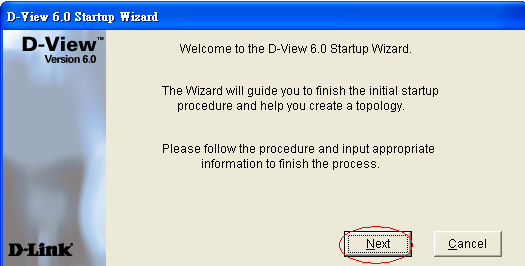 D-View 6.0 Startup Wizard
D-View™
Version 6.0
Welcome to the D-View 6.0 Startup Wizard.
The Wizard will guide you to finish the initial startup
procedure and help you create a topology.
Please follow the procedure and input appropriate
information to finish the process.
D-Link
Next
Cancel